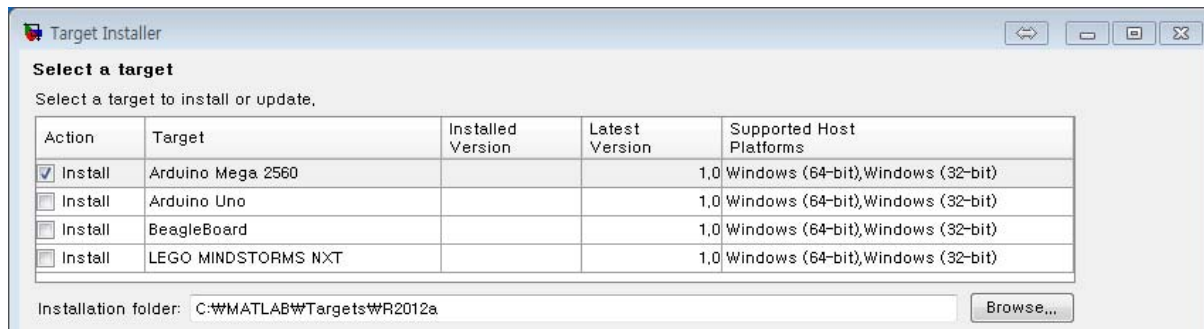 Target Installer
Select a target
Select a target to install or update,
Action Target Installed Version Latest Version Supported Host Platforms
Install Arduino Mega 2560 1,0 Windows (64-bit),Windows (32-bit)
Install Arduino Uno 1,0 Windows (64-bit),Windows (32-bit)
Install BeagleBoard 1,0 Windows (64-bit),Windows (32-bit)
Install LEGO MINDSTORMS NXT 1,0 Windows (64-bit),Windows (32-bit)
Installation folder: C:₩MATLAB₩Targets₩R2012a Browse,,,